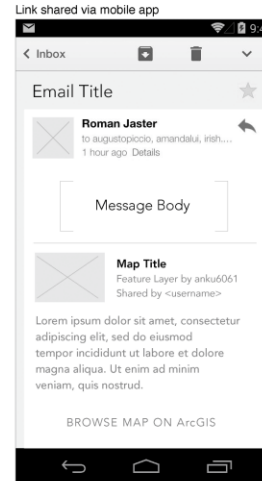 Link shared via mobile app
9:4
Inbox
Email Title
Roman Jaster
to augustopiccio, amandalui, irish....
1 hour ago Details
Message Body
Map Title
Feature Layer by anku6061
Shared by <username>
Lorem ipsum dolor sit amet, consectetur
adipiscing elit, sed do eiusmod
tempor incididunt ut labore et dolore
magna aliqua. Ut enim ad minim
veniam, quis nostrud.
BROWSE MAP ON ArcGIS